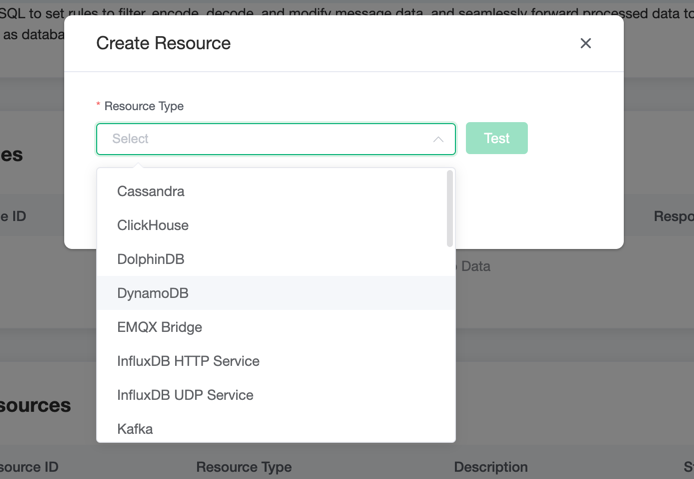 SQL to set rules to filter, encode, decode, and modify message data, and seamlessly forward processed data to
as databa
Create Resource
* Resource Type
Select
Test
es
Cassandra
e ID
Respo
ClickHouse
DolphinDB
Data
DynamoDB
EMQX Bridge
InfluxDB HTTP Service
InfluxDB UDP Service
sources
Kafka
source ID
Resource Type
Description
S